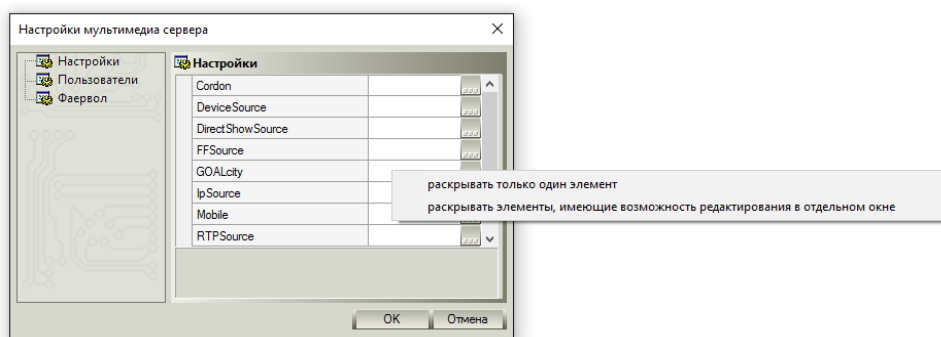 Настройки мультимедиа сервера
Настройки
Пользователи
Фаервол
Настройки
Cordon
DeviceSource
DirectShowSource
FFSource
GOALcity
IpSource
Mobile
RTPSource
раскрывать только один элемент
раскрывать элементы, имеющие возможность редактирования в отдельном окне
OK
Отмена